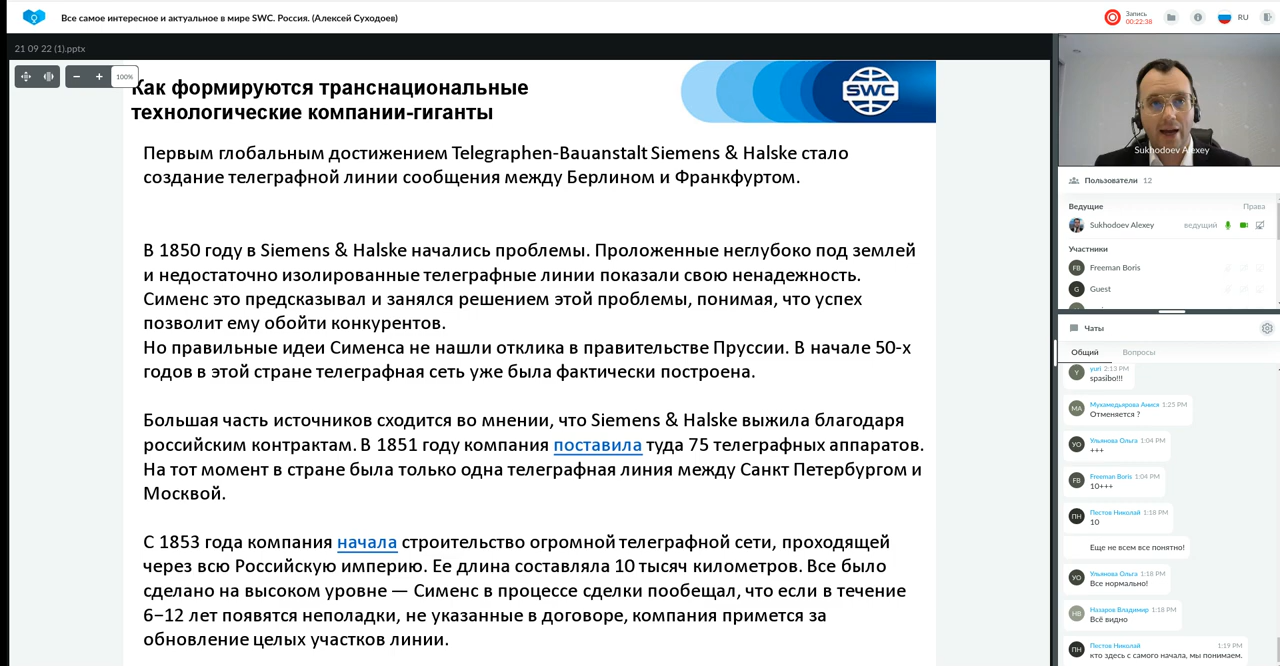 Все самое интересное и актуальное в мире SWC. Россия. (Алексей Суходоев)
Запись
00:22:38
RU
21 09 22 (1).pptx
100%
Как формируются транснациональные
технологические компании-гиганты
SWC
Первым глобальным достижением Telegraphen-Bauanstalt Siemens & Halske стало
создание телеграфной линии сообщения между Берлином и Франкфуртом.
В 1850 году в Siemens & Halske начались проблемы. Проложенные неглубоко под землей
и недостаточно изолированные телеграфные линии показали свою ненадежность.
Сименс это предсказывал и занялся решением этой проблемы, понимая, что успех
позволит ему обойти конкурентов.
Но правильные идеи Сименса не нашли отклика в правительстве Пруссии. В начале 50-х
годов в этой стране телеграфная сеть уже была фактически построена.
Большая часть источников сходится во мнении, что Siemens & Halske выжила благодаря
российским контрактам. В 1851 году компания поставила туда 75 телеграфных аппаратов.
На тот момент в стране была только одна телеграфная линия между Санкт Петербургом и
Москвой.
С 1853 года компания начала строительство огромной телеграфной сети, проходящей
через всю Российскую империю. Ее длина составляла 10 тысяч километров. Все было
сделано на высоком уровне — Сименс в процессе сделки пообещал, что если в течение
6–12 лет появятся неполадки, не указанные в договоре, компания примется за
обновление целых участков линии.
Sukhodoev Alexey
Пользователи 12
Ведущие Права
Sukhodoev Alexey ведущий
Участники
FB Freeman Boris
G Guest
Чаты
Общий Вопросы
Y yuri 2:13 PM
spasibo!!!
МА Мухамедьярова Аниса 1:25 PM
Отменяется ?
УО Ульянова Ольга 1:04 PM
+++
FB Freeman Boris 1:04 PM
10+++
ПН Пестов Николай 1:18 PM
10
Еще не всем все понятно!
УО Ульянова Ольга 1:18 PM
Все нормально!
НВ Назаров Владимир 1:18 PM
Всё видно
ПН Пестов Николай 1:19 PM
кто здесь с самого начала, мы понимаем.